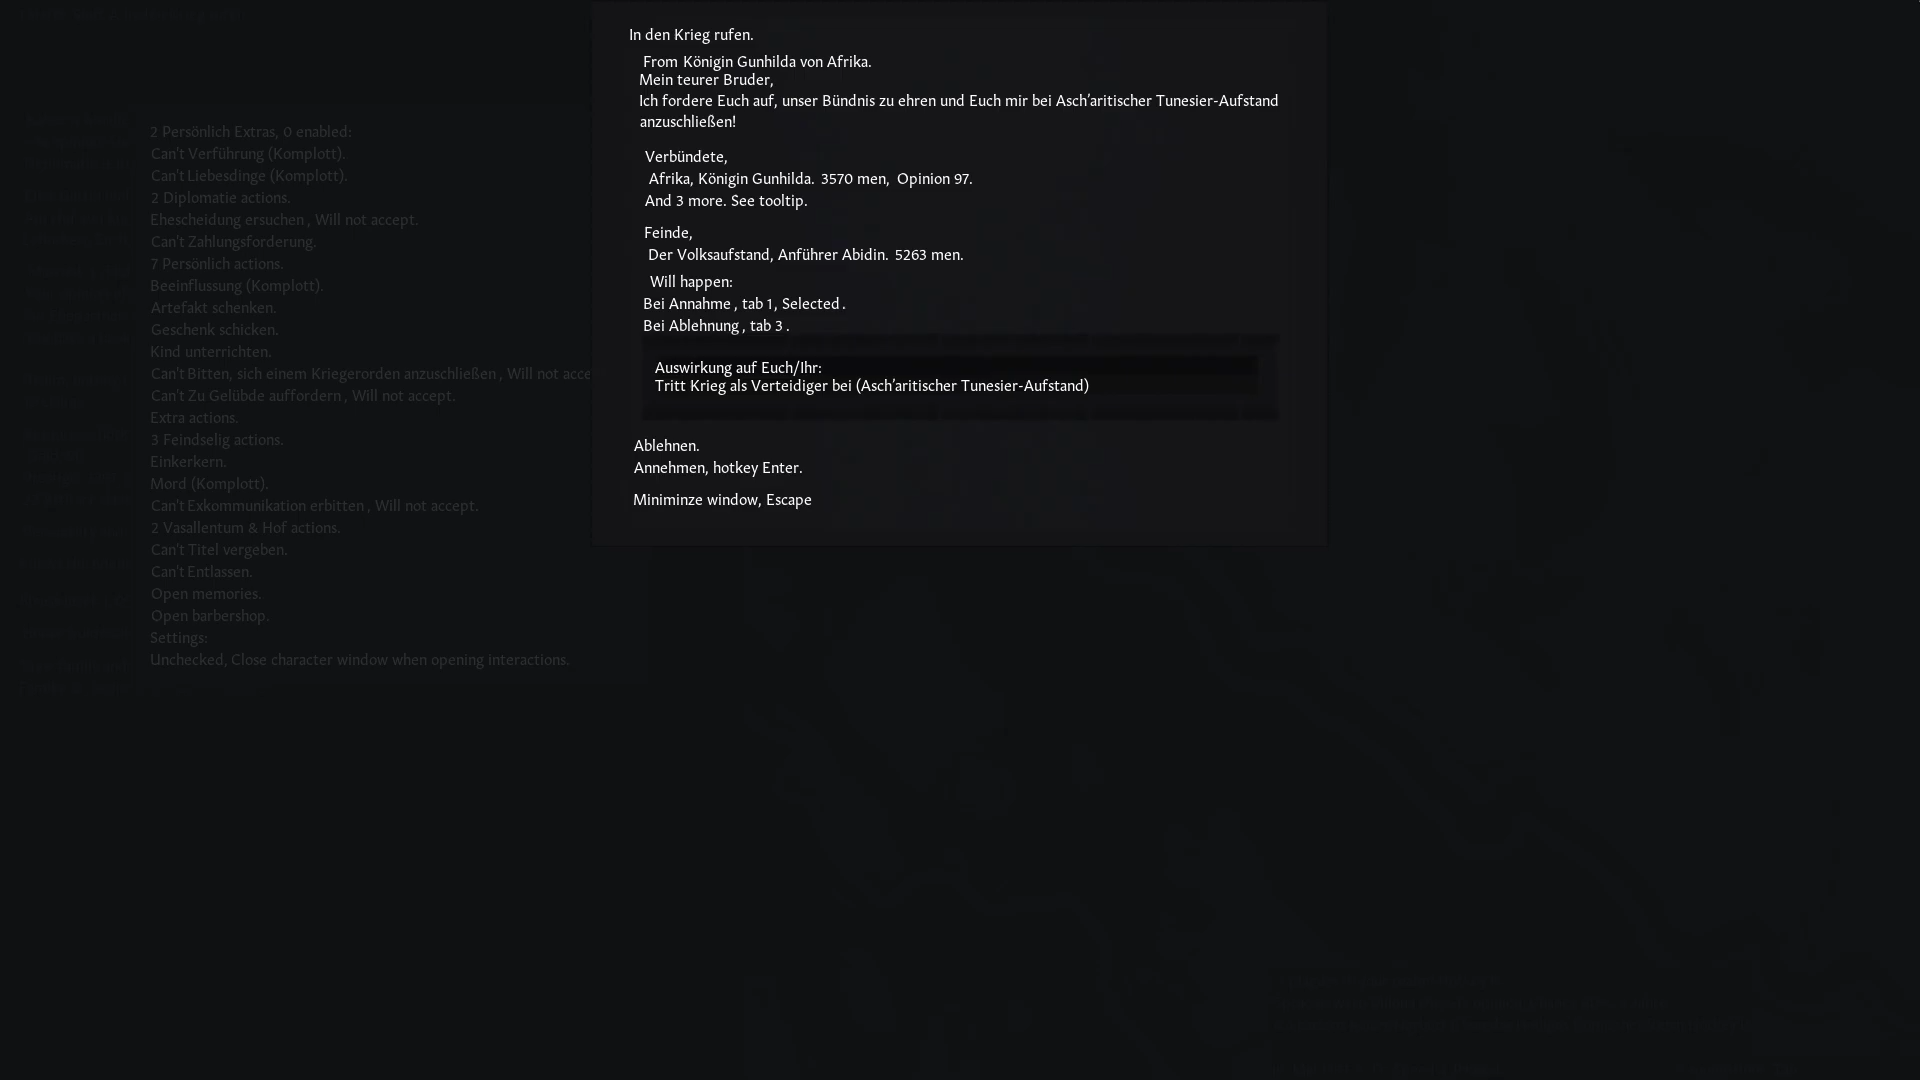 In den Krieg rufen.
From Königin Gunhilda von Afrika.
Mein teurer Bruder,
Ich fordere Euch auf, unser Bündnis zu ehren und Euch mir bei Asch’aritischer Tunesier-Aufstand
anzuschließen!
Verbündete,
Afrika, Königin Gunhilda. 3570 men, Opinion 97.
And 3 more. See tooltip.
Feinde,
Der Volksaufstand, Anführer Abidin. 5263 men.
Will happen:
Bei Annahme , tab 1, Selected .
Bei Ablehnung , tab 3 .
Auswirkung auf Euch/Ihr:
Tritt Krieg als Verteidiger bei (Asch’aritischer Tunesier-Aufstand)
Ablehnen.
Annehmen, hotkey Enter.
Miniminze window, Escape
2 Persönlich Extras, 0 enabled:
Can't Verführung (Komplott).
Can't Liebesdinge (Komplott).
2 Diplomatie actions.
Ehescheidung ersuchen , Will not accept.
Can't Zahlungsforderung.
7 Persönlich actions.
Beeinflussung (Komplott).
Artefakt schenken.
Geschenk schicken.
Kind unterrichten.
Can't Bitten, sich einem Kriegerorden anzuschließen , Will not acce
Can't Zu Gelübde auffordern , Will not accept.
Extra actions.
3 Feindselig actions.
Einkerkern.
Mord (Komplott).
Can't Exkommunikation erbitten , Will not accept.
2 Vasallentum & Hof actions.
Can't Titel vergeben.
Can't Entlassen.
Open memories.
Open barbershop.
Settings:
Unchecked, Close character window when opening interactions.